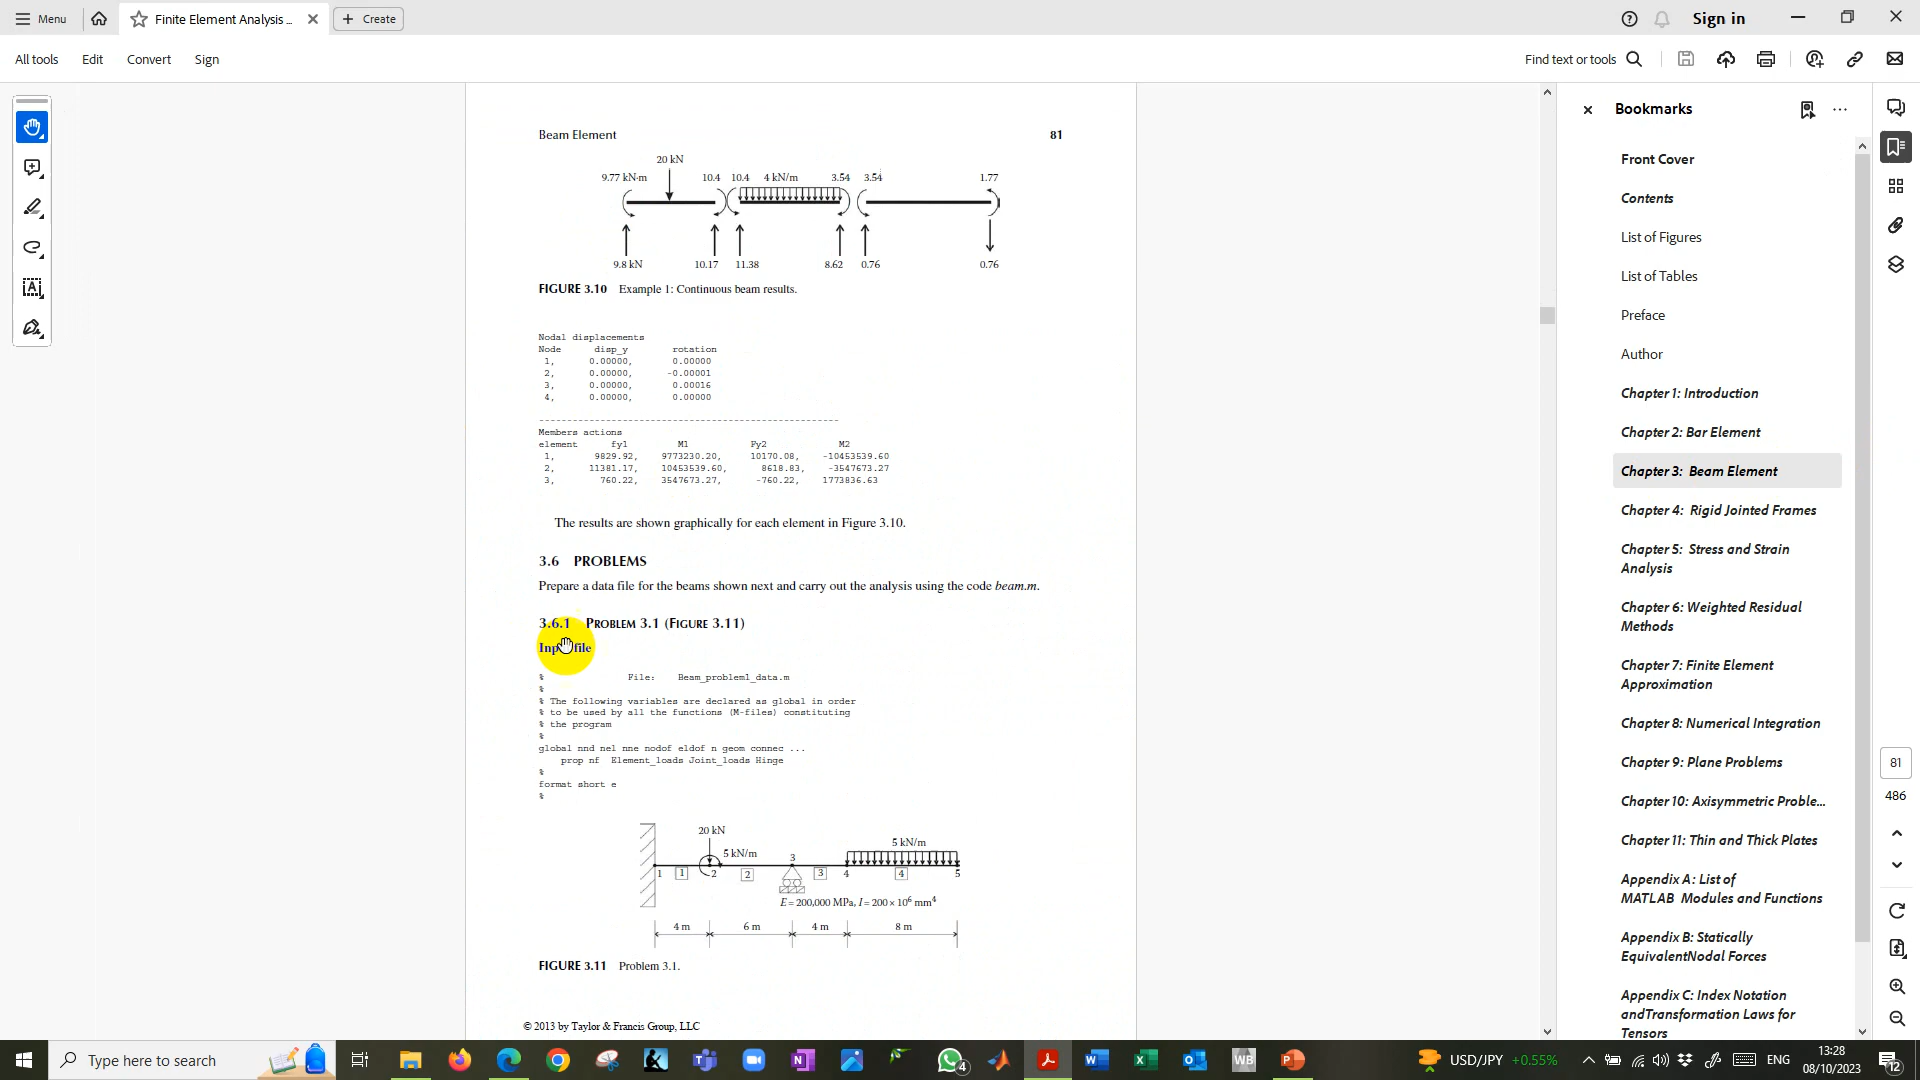 Menu
Finite Element Analysis ...
Create
Sign in
All tools
Edit
Convert
Sign
Find text or tools
Beam Element
81
20 kN
9.77 kN·m
10.4
10.4
4 kN/m
3.54
3.54
1.77
9.8 kN
10.17
11.38
8.62
0.76
0.76
FIGURE 3.10 Example 1: Continuous beam results.
Nodal displacements
Node disp_y rotation
1, 0.00000, 0.00000
2, 0.00000, -0.00001
3, 0.00000, 0.00016
4, 0.00000, 0.00000
--------------------------------------------------
Members actions
element fy1 M1 Fy2 M2
1, 9829.92, 9773230.20, 10170.08, -10453539.60
2, 11381.17, 10453539.60, 8618.83, -3547673.27
3, 760.22, 3547673.27, -760.22, 1773836.63
The results are shown graphically for each element in Figure 3.10.
3.6 PROBLEMS
Prepare a data file for the beams shown next and carry out the analysis using the code beam.m.
3.6.1 PROBLEM 3.1 (FIGURE 3.11)
file
% File: Beam_problem1_data.m
%
% The following variables are declared as global in order
% to be used by all the functions (M-files) constituting
% the program
%
global nnd nel nne nodof eldof n geom connec ...
prop nf Element_loads Joint_loads Hinge
%
format short e
%
20 kN
5 kN/m
5 kN/m
3
1
1
2
2
3
4
4
5
E = 200,000 MPa, I = 200 × 10⁶ mm⁴
4 m
6 m
4 m
8 m
FIGURE 3.11 Problem 3.1.
© 2013 by Taylor & Francis Group, LLC
Bookmarks
Front Cover
Contents
List of Figures
List of Tables
Preface
Author
Chapter 1: Introduction
Chapter 2: Bar Element
Chapter 3: Beam Element
Chapter 4: Rigid Jointed Frames
Chapter 5: Stress and Strain
Analysis
Chapter 6: Weighted Residual
Methods
Chapter 7: Finite Element
Approximation
Chapter 8: Numerical Integration
Chapter 9: Plane Problems
Chapter 10: Axisymmetric Proble...
Chapter 11: Thin and Thick Plates
Appendix A: List of
MATLAB Modules and Functions
Appendix B: Statically
EquivalentNodal Forces
Appendix C: Index Notation
andTransformation Laws for
Tensors
81
486
Type here to search
4
WB
USD/JPY +0.55%
ENG
13:28
08/10/2023
12